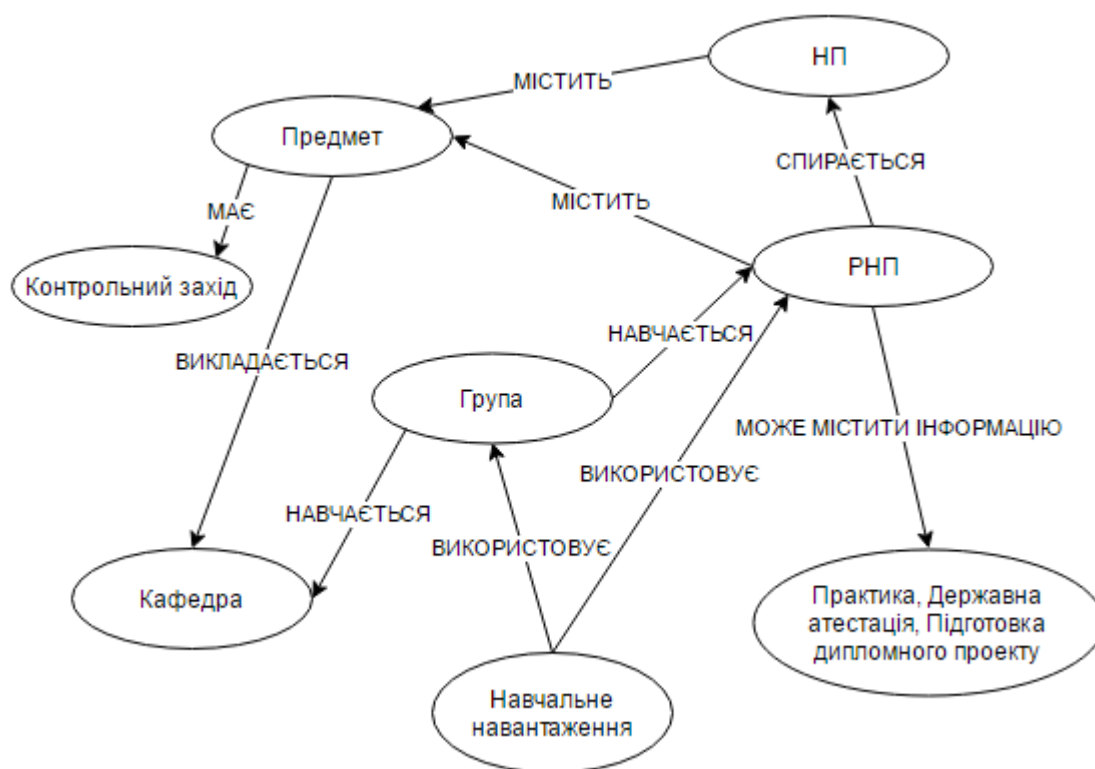 НП
МІСТИТЬ
Предмет
СПИРАЄТЬСЯ
МІСТИТЬ
МАЄ
РНП
Контрольний захід
НАВЧАЄТЬСЯ
ВИКЛАДАЄТЬСЯ
Група
МОЖЕ МІСТИТИ ІНФОРМАЦІЮ
ВИКОРИСТОВУЄ
НАВЧАЄТЬСЯ
ВИКОРИСТОВУЄ
Кафедра
Практика, Державна
атестація, Підготовка
дипломного проекту
Навчальне
навантаження